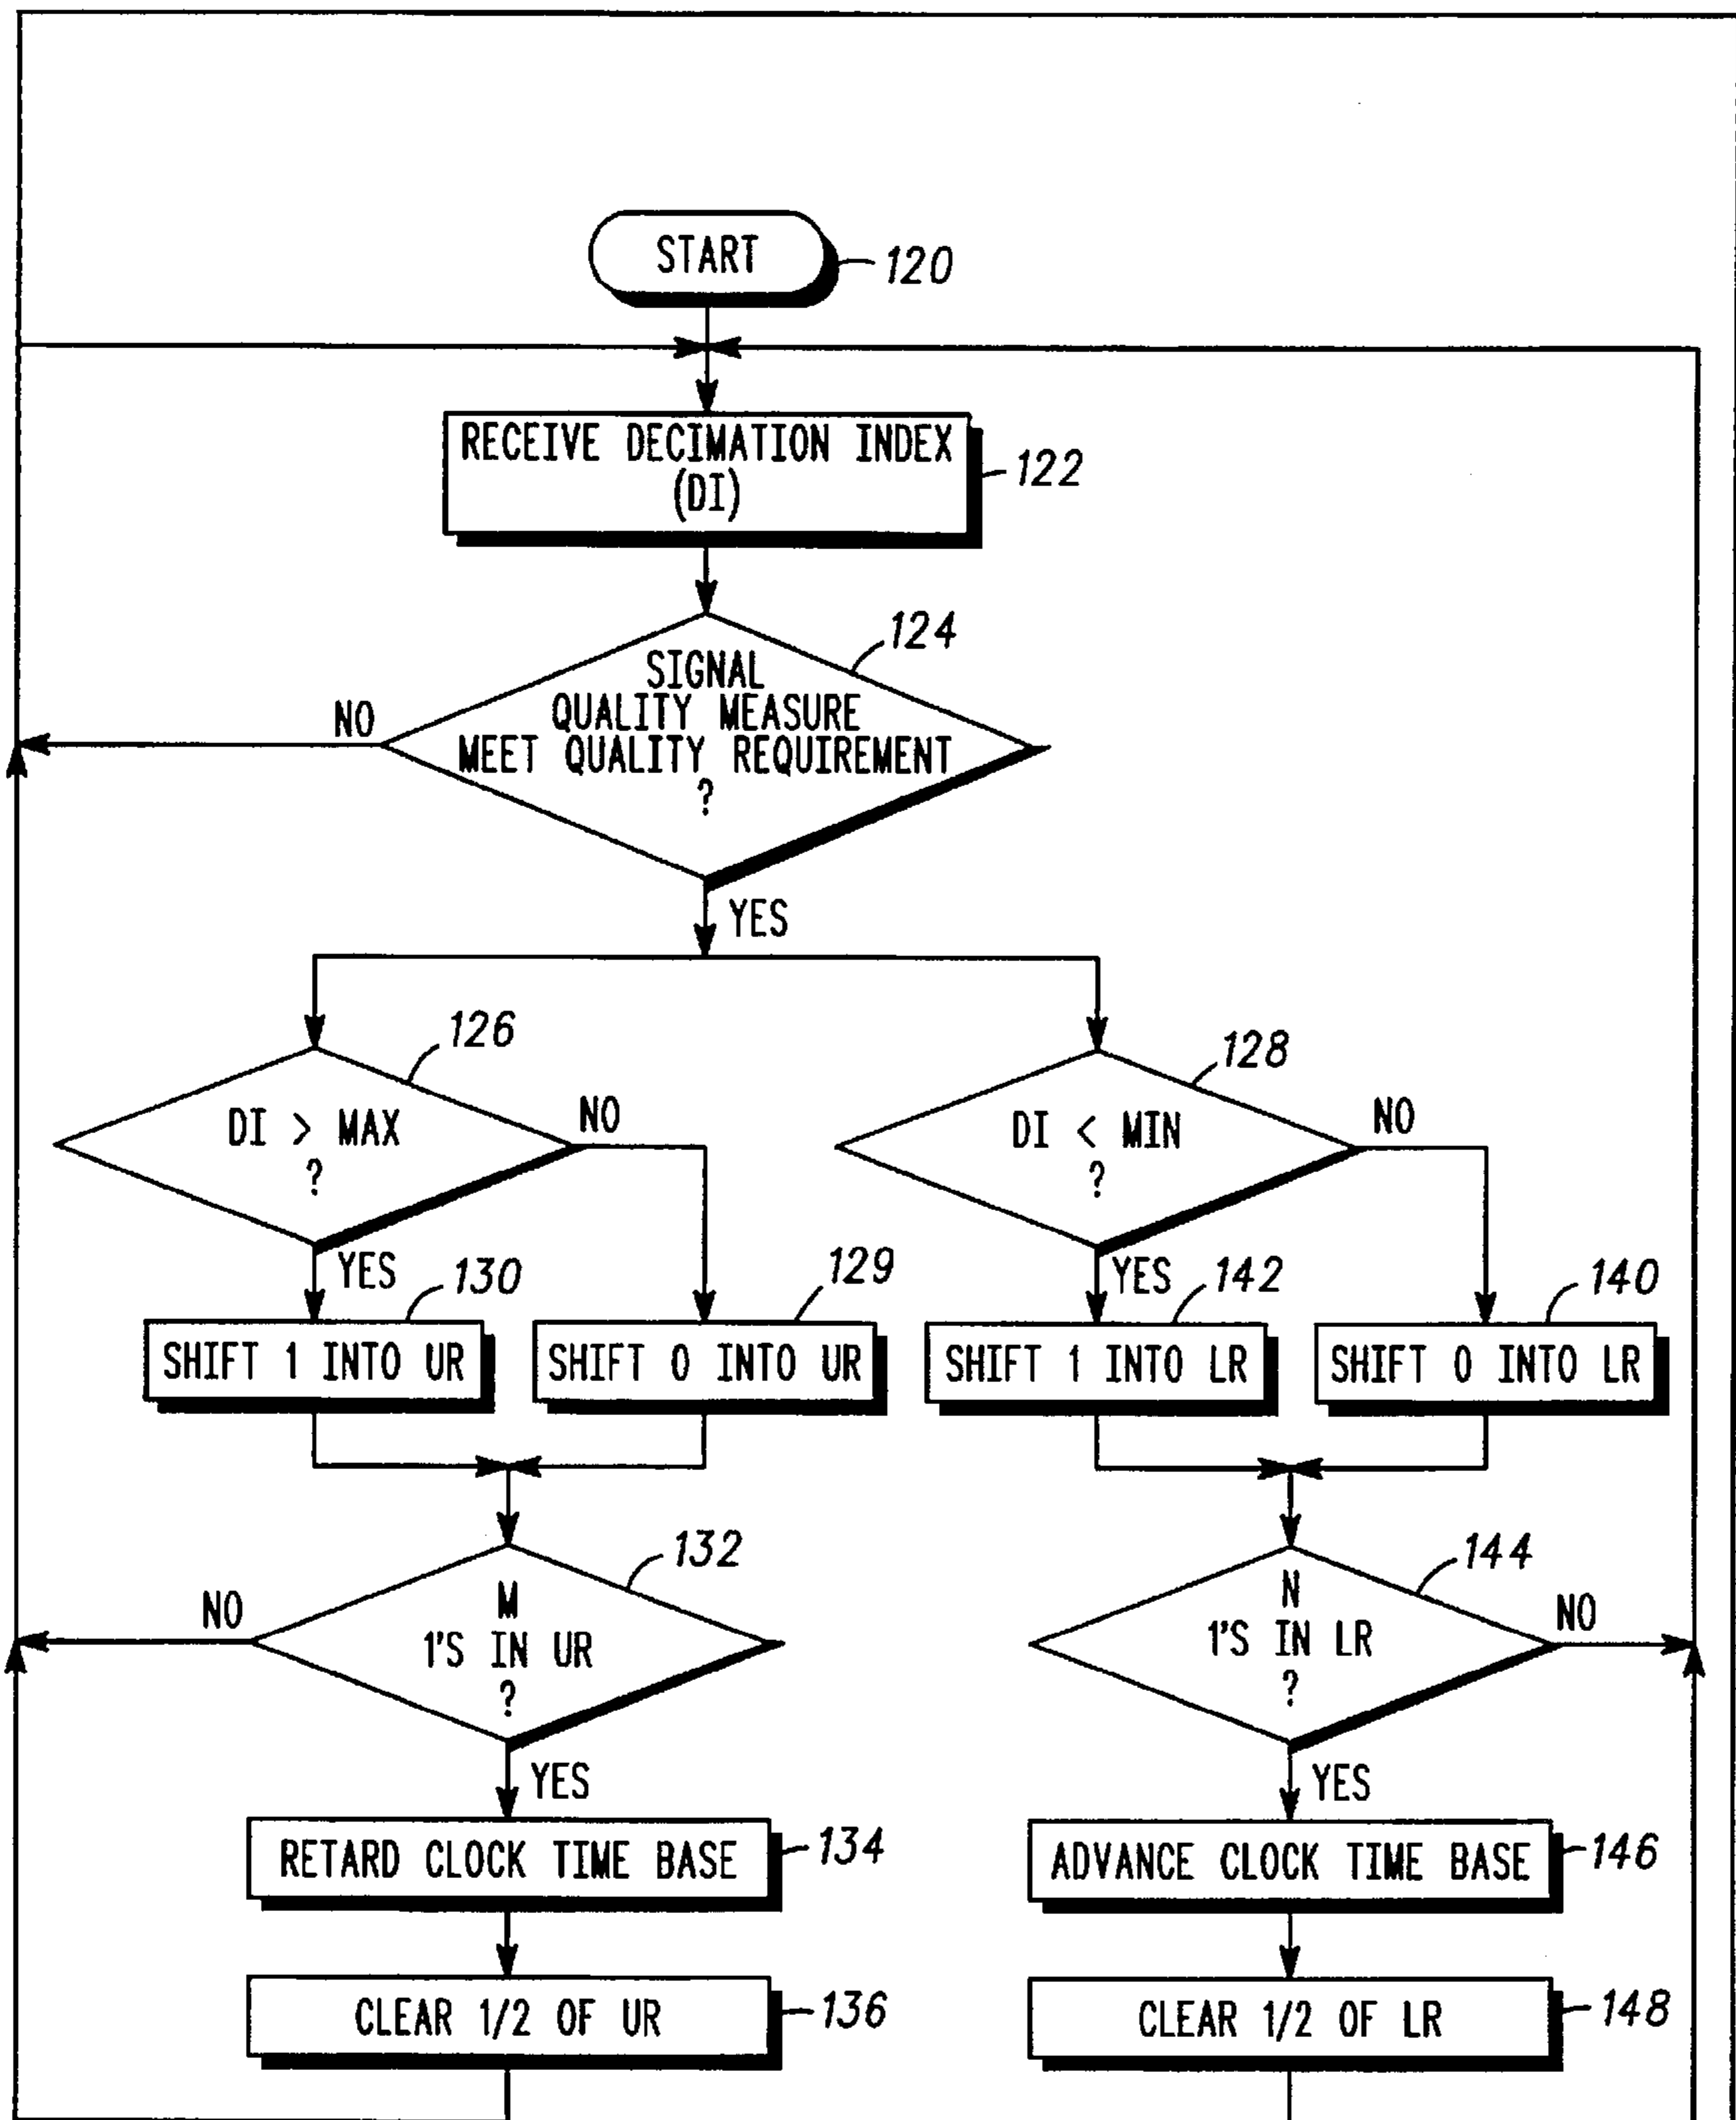 START
120
RECEIVE DECIMATION INDEX
(DI)
122
124
SIGNAL
QUALITY MEASURE
MEET QUALITY REQUIREMENT
?
NO
YES
126
DI > MAX
?
NO
YES
128
DI < MIN
?
NO
YES
130
SHIFT 1 INTO UR
129
SHIFT 0 INTO UR
142
SHIFT 1 INTO LR
140
SHIFT 0 INTO LR
132
M
1'S IN UR
?
NO
YES
144
N
1'S IN LR
?
NO
YES
RETARD CLOCK TIME BASE
134
ADVANCE CLOCK TIME BASE
146
CLEAR 1/2 OF UR
136
CLEAR 1/2 OF LR
148